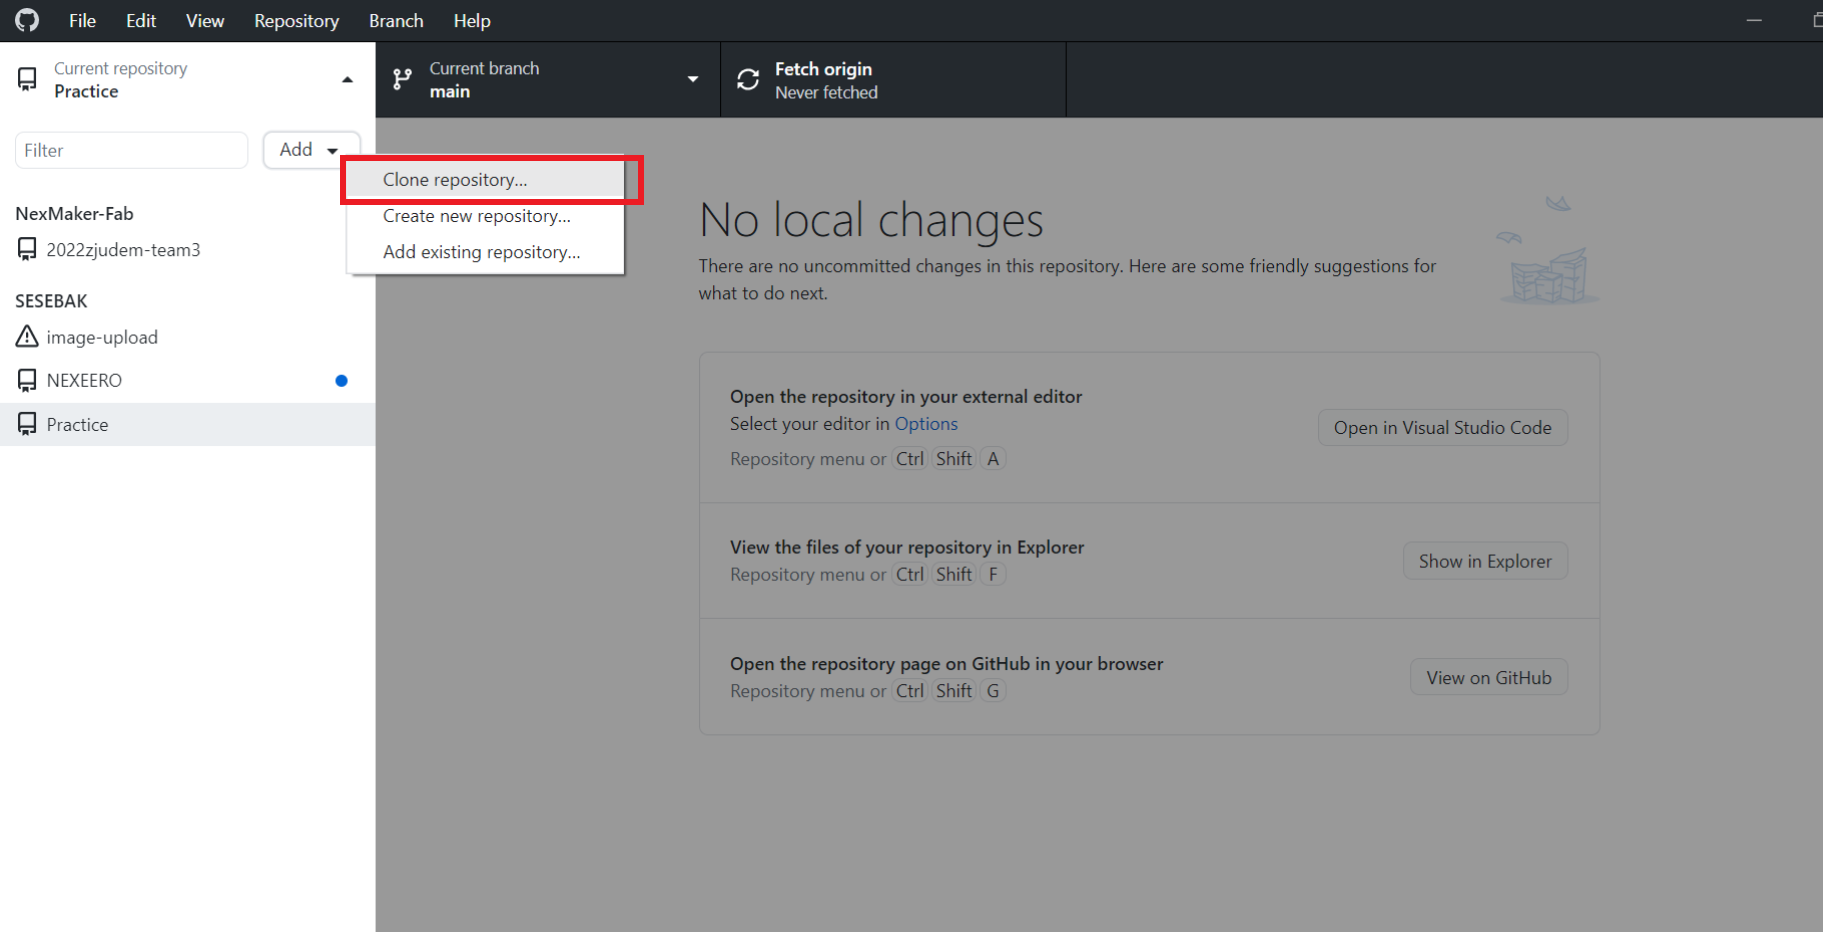 File Edit View Repository Branch Help
Current repository
Practice
Current branch
main
Fetch origin
Never fetched
Filter
Add
Clone repository...
Create new repository...
Add existing repository...
NexMaker-Fab
2022zjudem-team3
SESEBAK
image-upload
NEXEERO
Practice
No local changes
There are no uncommitted changes in this repository. Here are some friendly suggestions for
what to do next.
Open the repository in your external editor
Select your editor in Options
Repository menu or Ctrl Shift A
Open in Visual Studio Code
View the files of your repository in Explorer
Repository menu or Ctrl Shift F
Show in Explorer
Open the repository page on GitHub in your browser
Repository menu or Ctrl Shift G
View on GitHub